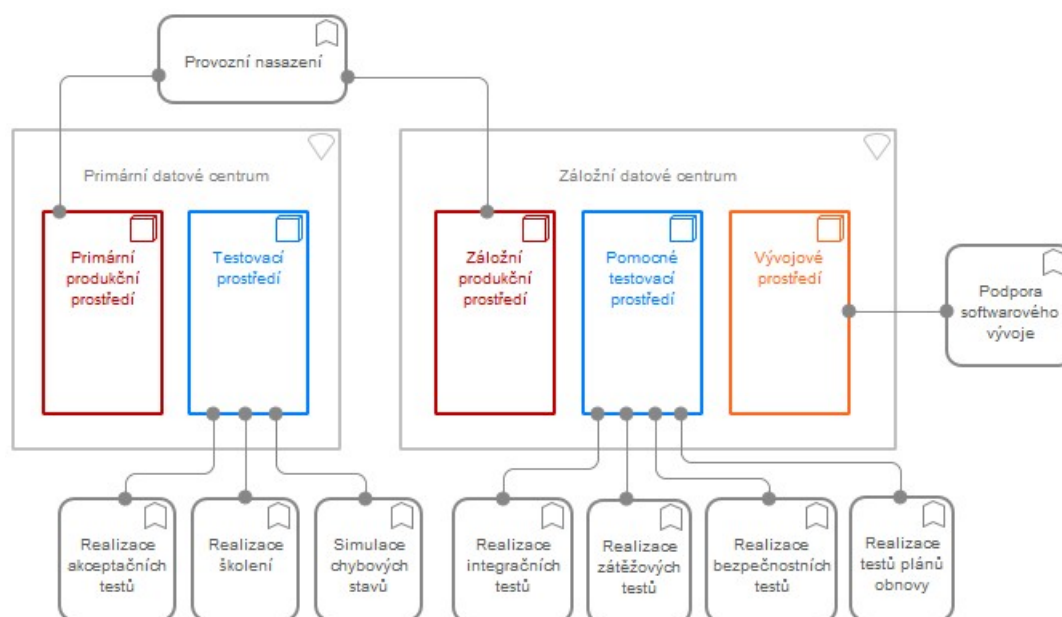 Provozní nasazení
Primární datové centrum
Záložní datové centrum
Primární
produkční
prostředí
Testovací
prostředí
Záložní
produkční
prostředí
Pomocné
testovací
prostředí
Vývojové
prostředí
Podpora
softwarového
vývoje
Realizace
akceptačních
testů
Realizace
školení
Simulace
chybových
stavů
Realizace
integračních
testů
Realizace
zátěžových
testů
Realizace
bezpečnostních
testů
Realizace
testů plánů
obnovy